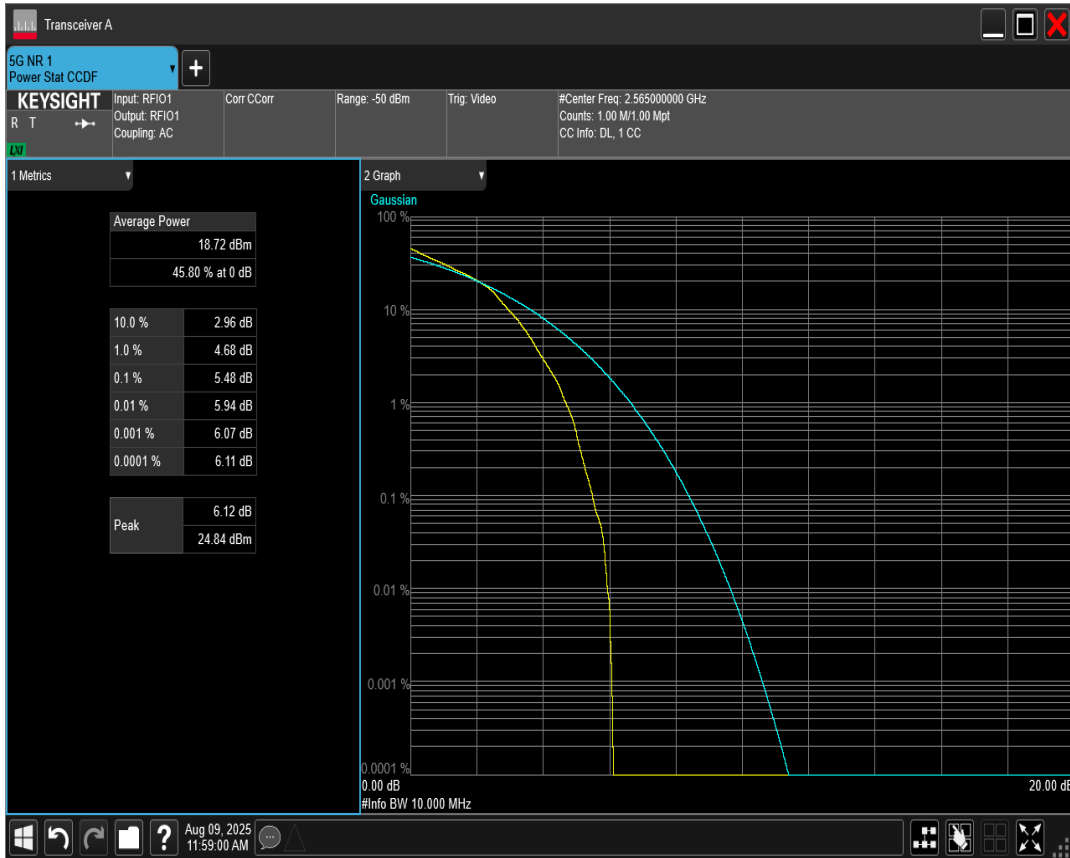 Transceiver A
5G NR 1
Power Stat CCDF
+
KEYSIGHT
R T
LXI
Input: RFIO1
Output: RFIO1
Coupling: AC
Corr CCorr
Range: -50 dBm
Trig: Video
#Center Freq: 2.565000000 GHz
Counts: 1.00 M/1.00 Mpt
CC Info: DL, 1 CC
1 Metrics
Average Power
18.72 dBm
45.80 % at 0 dB
10.0 % 2.96 dB
1.0 % 4.68 dB
0.1 % 5.48 dB
0.01 % 5.94 dB
0.001 % 6.07 dB
0.0001 % 6.11 dB
Peak 6.12 dB
24.84 dBm
2 Graph
Gaussian
100 %
10 %
1 %
0.1 %
0.01 %
0.001 %
0.0001 %
0.00 dB 20.00 dB
#Info BW 10.000 MHz
?
Aug 09, 2025
11:59:00 AM